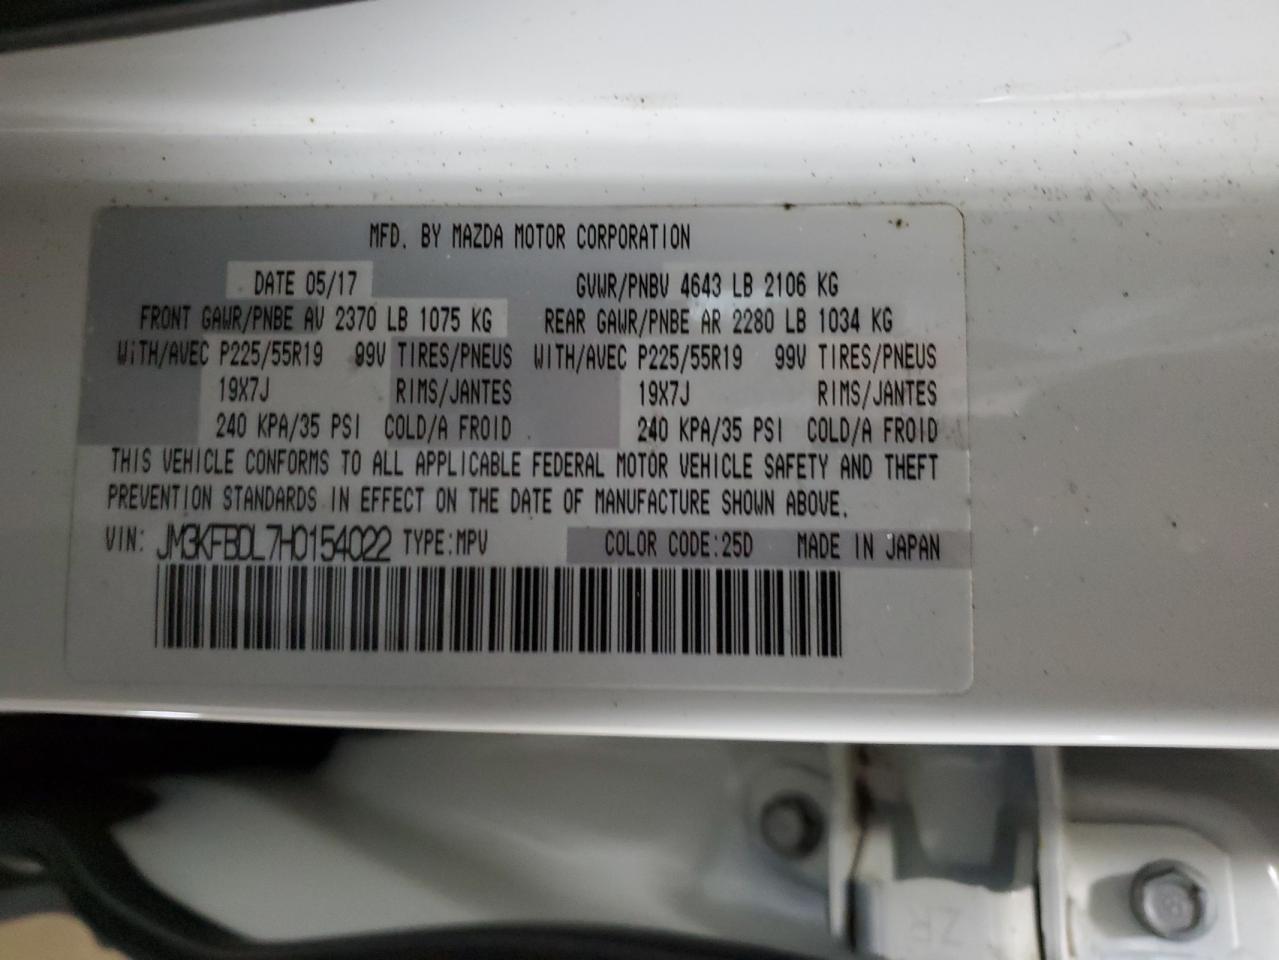 MFD. BY MAZDA MOTOR CORPORATION
DATE 05/17 GVWR/PNBV 4643 LB 2106 KG
FRONT GAWR/PNBE AV 2370 LB 1075 KG REAR GAWR/PNBE AR 2280 LB 1034 KG
WITH/AVEC P225/55R19 99V TIRES/PNEUS WITH/AVEC P225/55R19 99V TIRES/PNEUS
19X7J RIMS/JANTES 19X7J RIMS/JANTES
240 KPA/35 PSI COLD/A FROID 240 KPA/35 PSI COLD/A FROID
THIS VEHICLE CONFORMS TO ALL APPLICABLE FEDERAL MOTOR VEHICLE SAFETY AND THEFT
PREVENTION STANDARDS IN EFFECT ON THE DATE OF MANUFACTURE SHOWN ABOVE.
VIN: JM3KFBDL7H0154022 TYPE:MPV COLOR CODE:25D MADE IN JAPAN